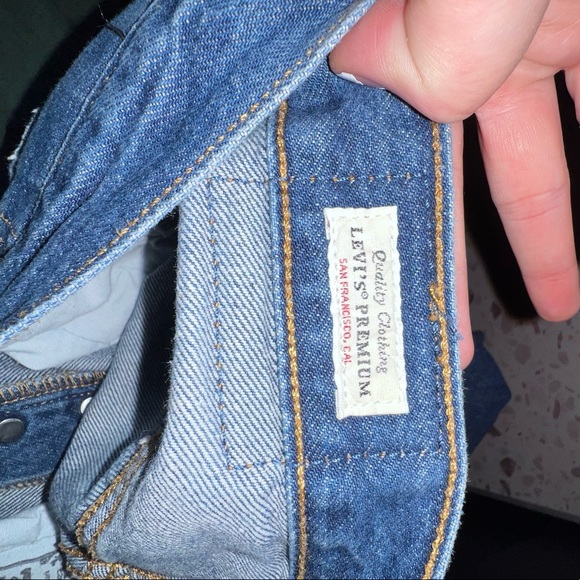 Quality Clothing
LEVI'S® PREMIUM
SAN FRANCISCO, CAL